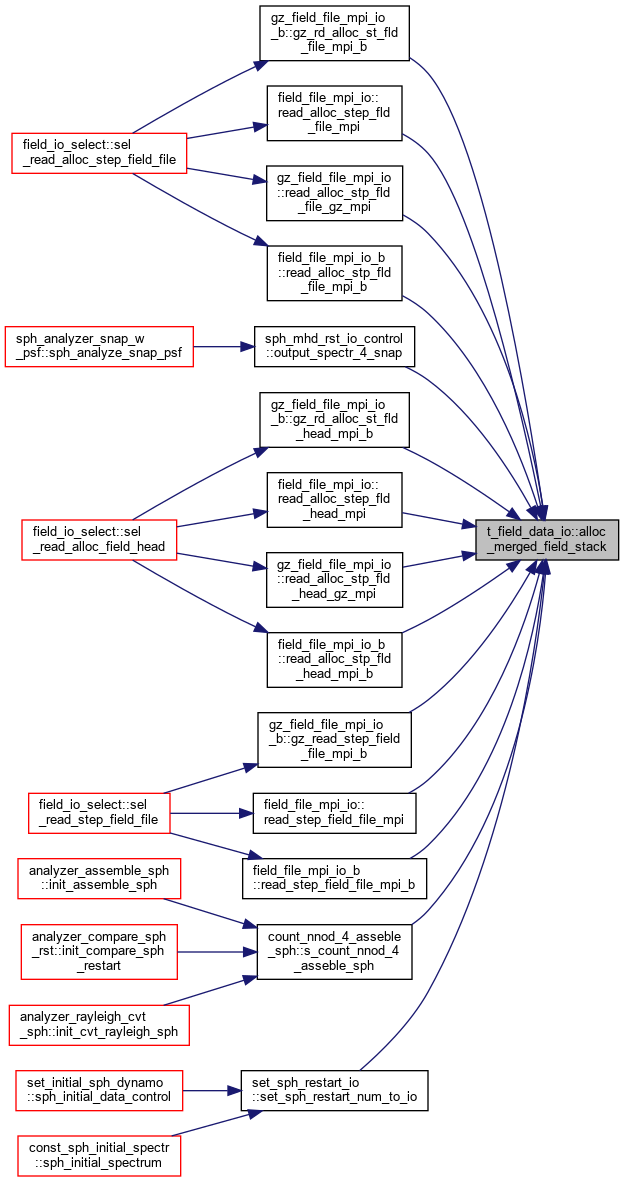 gz_field_file_mpi_io
_b::gz_rd_alloc_st_fld
_file_mpi_b
field_file_mpi_io::
read_alloc_step_fld
_file_mpi
field_io_select::sel
_read_alloc_step_field_file
gz_field_file_mpi_io
::read_alloc_stp_fld
_file_gz_mpi
field_file_mpi_io_b
::read_alloc_stp_fld
_file_mpi_b
sph_analyzer_snap_w
_psf::sph_analyze_snap_psf
sph_mhd_rst_io_control
::output_spectr_4_snap
gz_field_file_mpi_io
_b::gz_rd_alloc_st_fld
_head_mpi_b
field_file_mpi_io::
read_alloc_step_fld
_head_mpi
field_io_select::sel
_read_alloc_field_head
t_field_data_io::alloc
_merged_field_stack
gz_field_file_mpi_io
::read_alloc_stp_fld
_head_gz_mpi
field_file_mpi_io_b
::read_alloc_stp_fld
_head_mpi_b
gz_field_file_mpi_io
_b::gz_read_step_field
_file_mpi_b
field_io_select::sel
_read_step_field_file
field_file_mpi_io::
read_step_field_file_mpi
field_file_mpi_io_b
::read_step_field_file_mpi_b
analyzer_assemble_sph
::init_assemble_sph
analyzer_compare_sph
_rst::init_compare_sph
_restart
count_nnod_4_asseble
_sph::s_count_nnod_4
_asseble_sph
analyzer_rayleigh_cvt
_sph::init_cvt_rayleigh_sph
set_initial_sph_dynamo
::sph_initial_data_control
set_sph_restart_io
::set_sph_restart_num_to_io
const_sph_initial_spectr
::sph_initial_spectrum